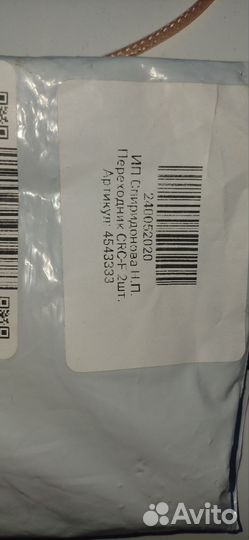 240052020
ИП Спиридонова Н.П.
Переходник CRC-F 2шт.
Артикул: 4543333
Avito